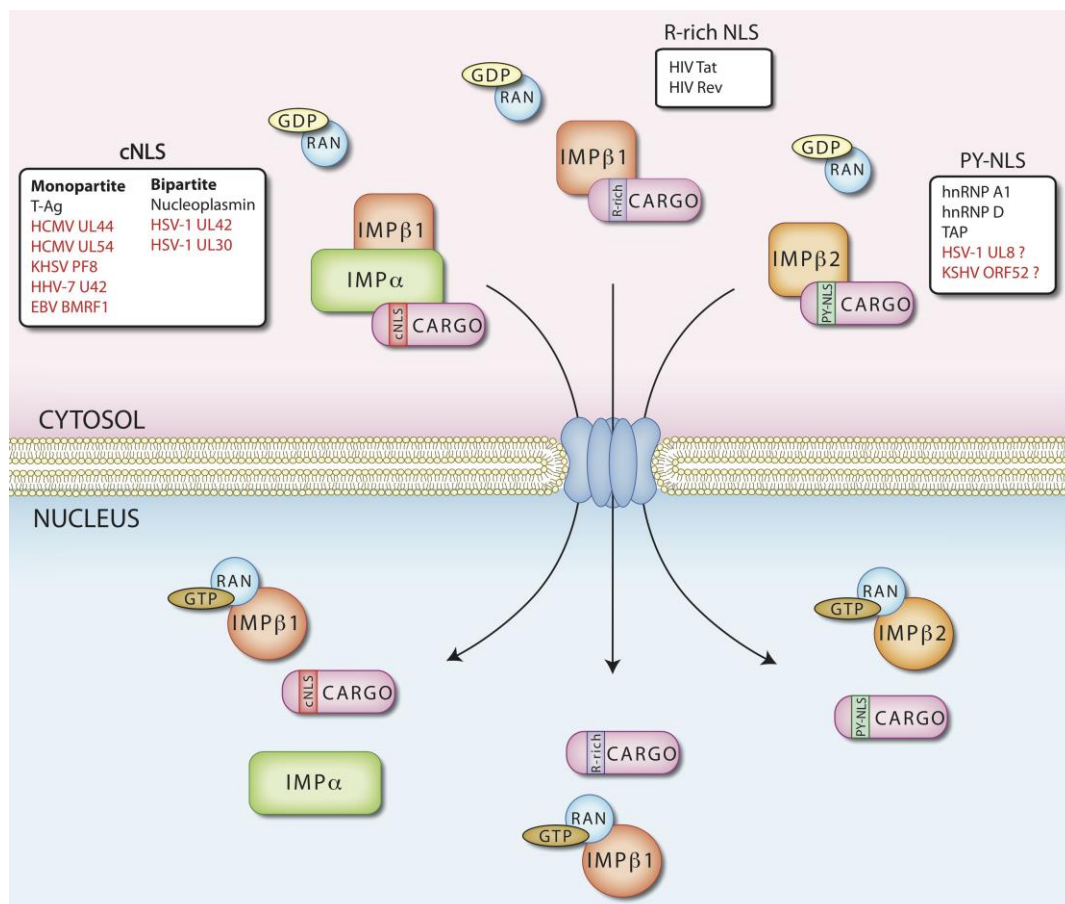 R-rich NLS
HIV Tat
HIV Rev
GDP
RAN
GDP
RAN
GDP
RAN
cNLS
Monopartite Bipartite
T-Ag Nucleoplasmin
HCMV UL44 HSV-1 UL42
HCMV UL54 HSV-1 UL30
KHSV PF8
HHV-7 U42
EBV BMRF1
IMPβ1
R-rich CARGO
PY-NLS
hnRNP A1
hnRNP D
TAP
HSV-1 UL8 ?
KSHV ORF52 ?
IMPβ1
IMPα
cNLS CARGO
IMPβ2
PY-NLS CARGO
CYTOSOL
NUCLEUS
RAN
GTP
IMPβ1
cNLS CARGO
IMPα
RAN
GTP
IMPβ2
PY-NLS CARGO
R-rich CARGO
RAN
GTP
IMPβ1